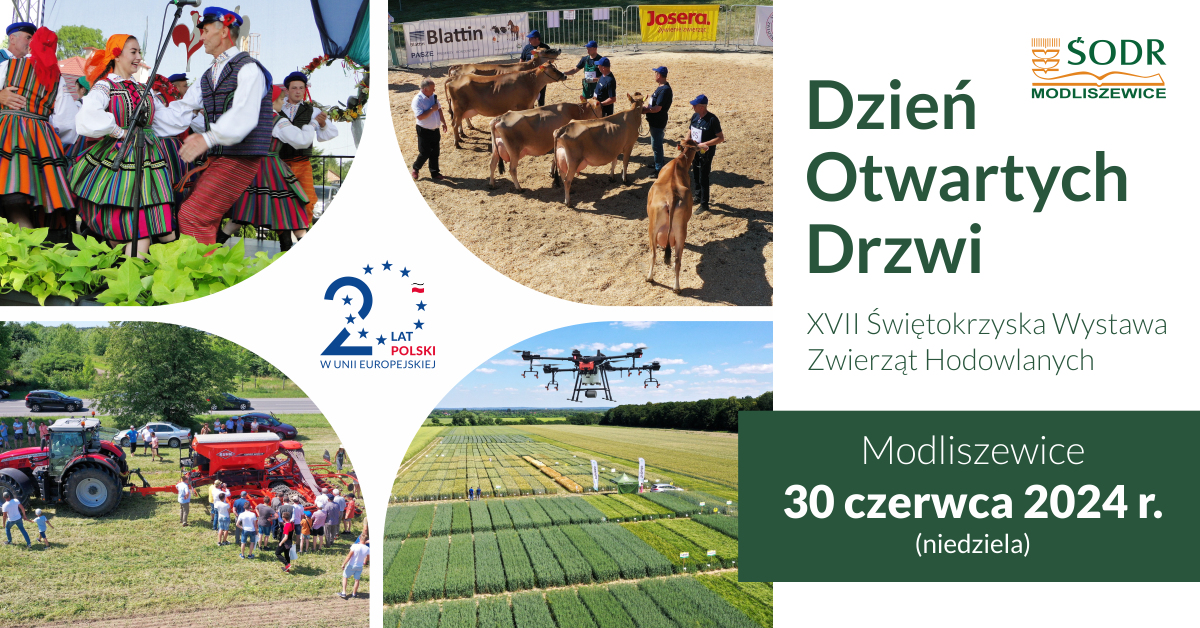 Blattin
PASZE
Josera.
ŚODR
MODLISZEWICE
Dzień
Otwartych
Drzwi
XVII Świętokrzyska Wystawa
Zwierząt Hodowlanych
20 LAT
POLSKI
W UNII EUROPEJSKIEJ
Modliszewice
30 czerwca 2024 r.
(niedziela)